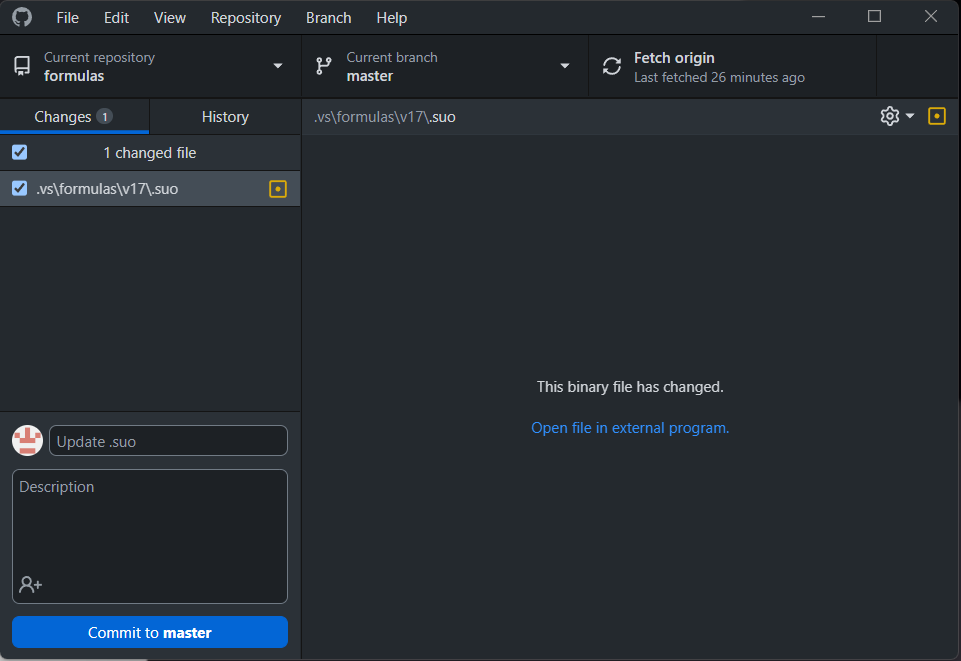 File Edit View Repository Branch Help
Current repository
formulas
Current branch
master
Fetch origin
Last fetched 26 minutes ago
Changes 1
History
1 changed file
.vs\formulas\v17\.suo
.vs\formulas\v17\.suo
This binary file has changed.
Open file in external program.
Update .suo
Description
Commit to master